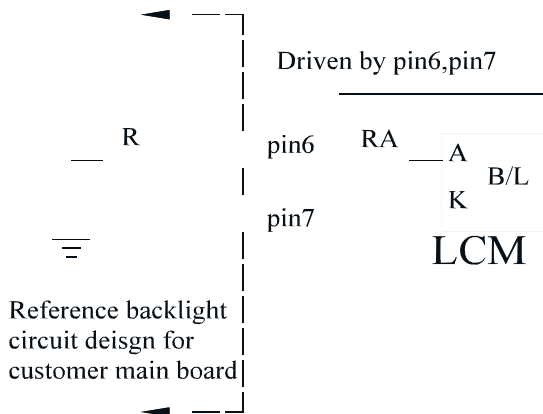 Driven by pin6,pin7
R
pin6
RA
A
B/L
K
pin7
LCM
Reference backlight
circuit deisgn for
customer main board